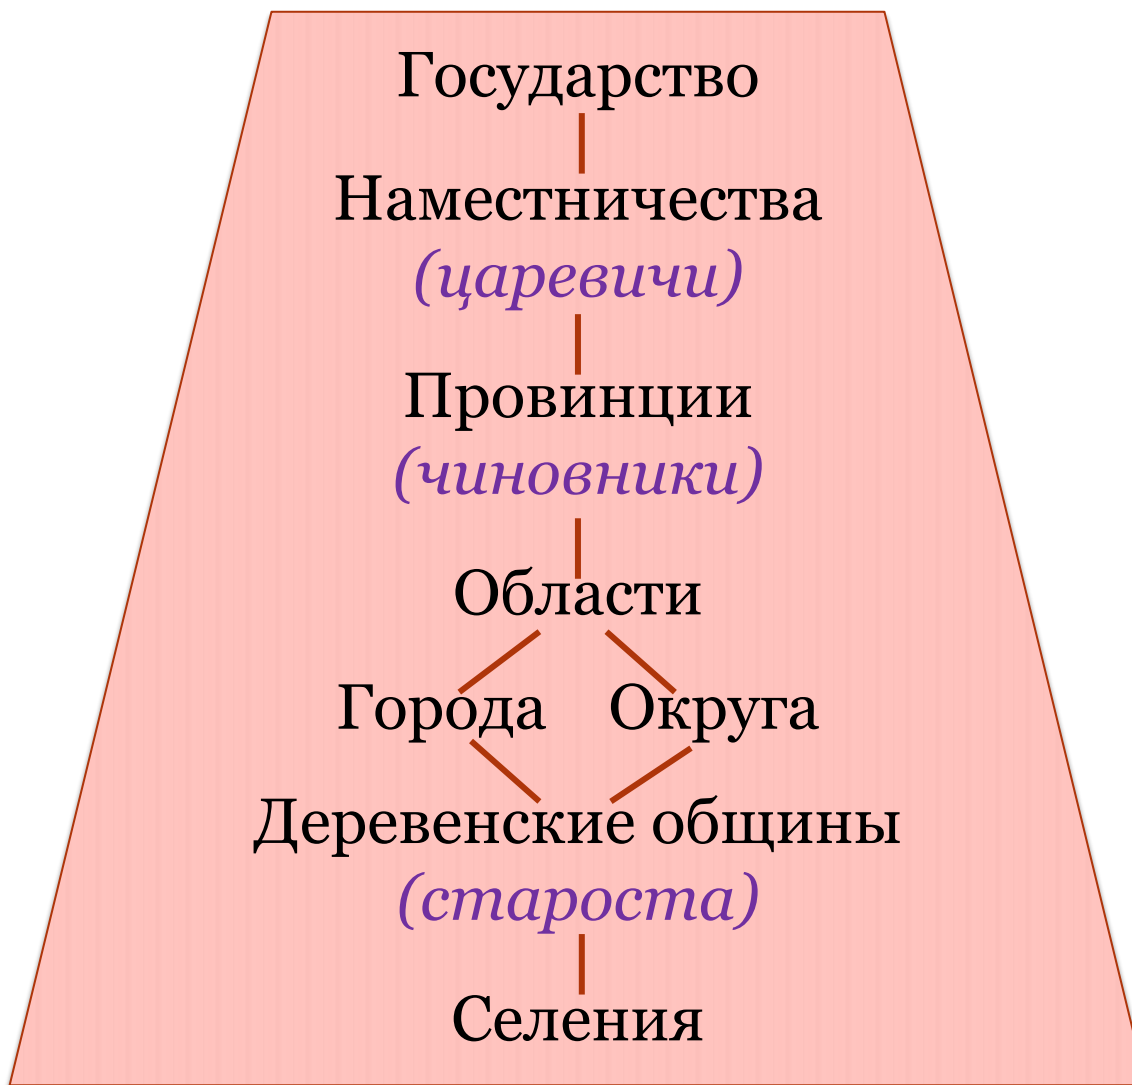 Государство
Наместничества
(царевичи)
Провинции
(чиновники)
Области
Города Округа
Деревенские общины
(староста)
Селения